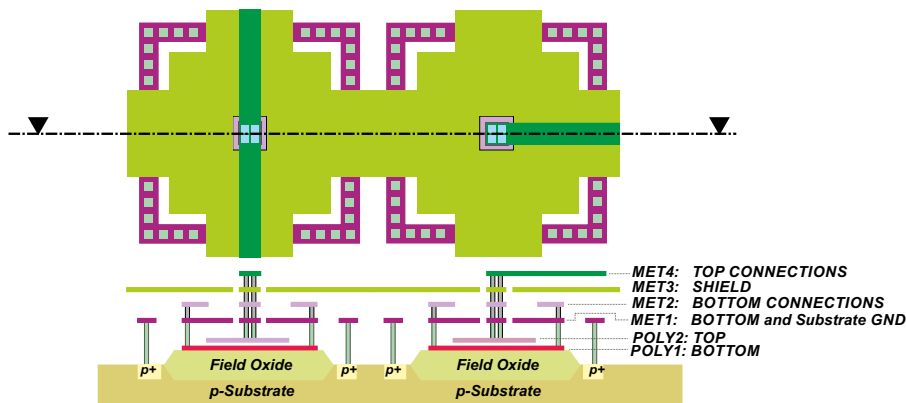 MET4: TOP CONNECTIONS
MET3: SHIELD
MET2: BOTTOM CONNECTIONS
MET1: BOTTOM and Substrate GND
POLY2: TOP
POLY1: BOTTOM
p+ Field Oxide p+ p+ Field Oxide p+
p-Substrate p-Substrate